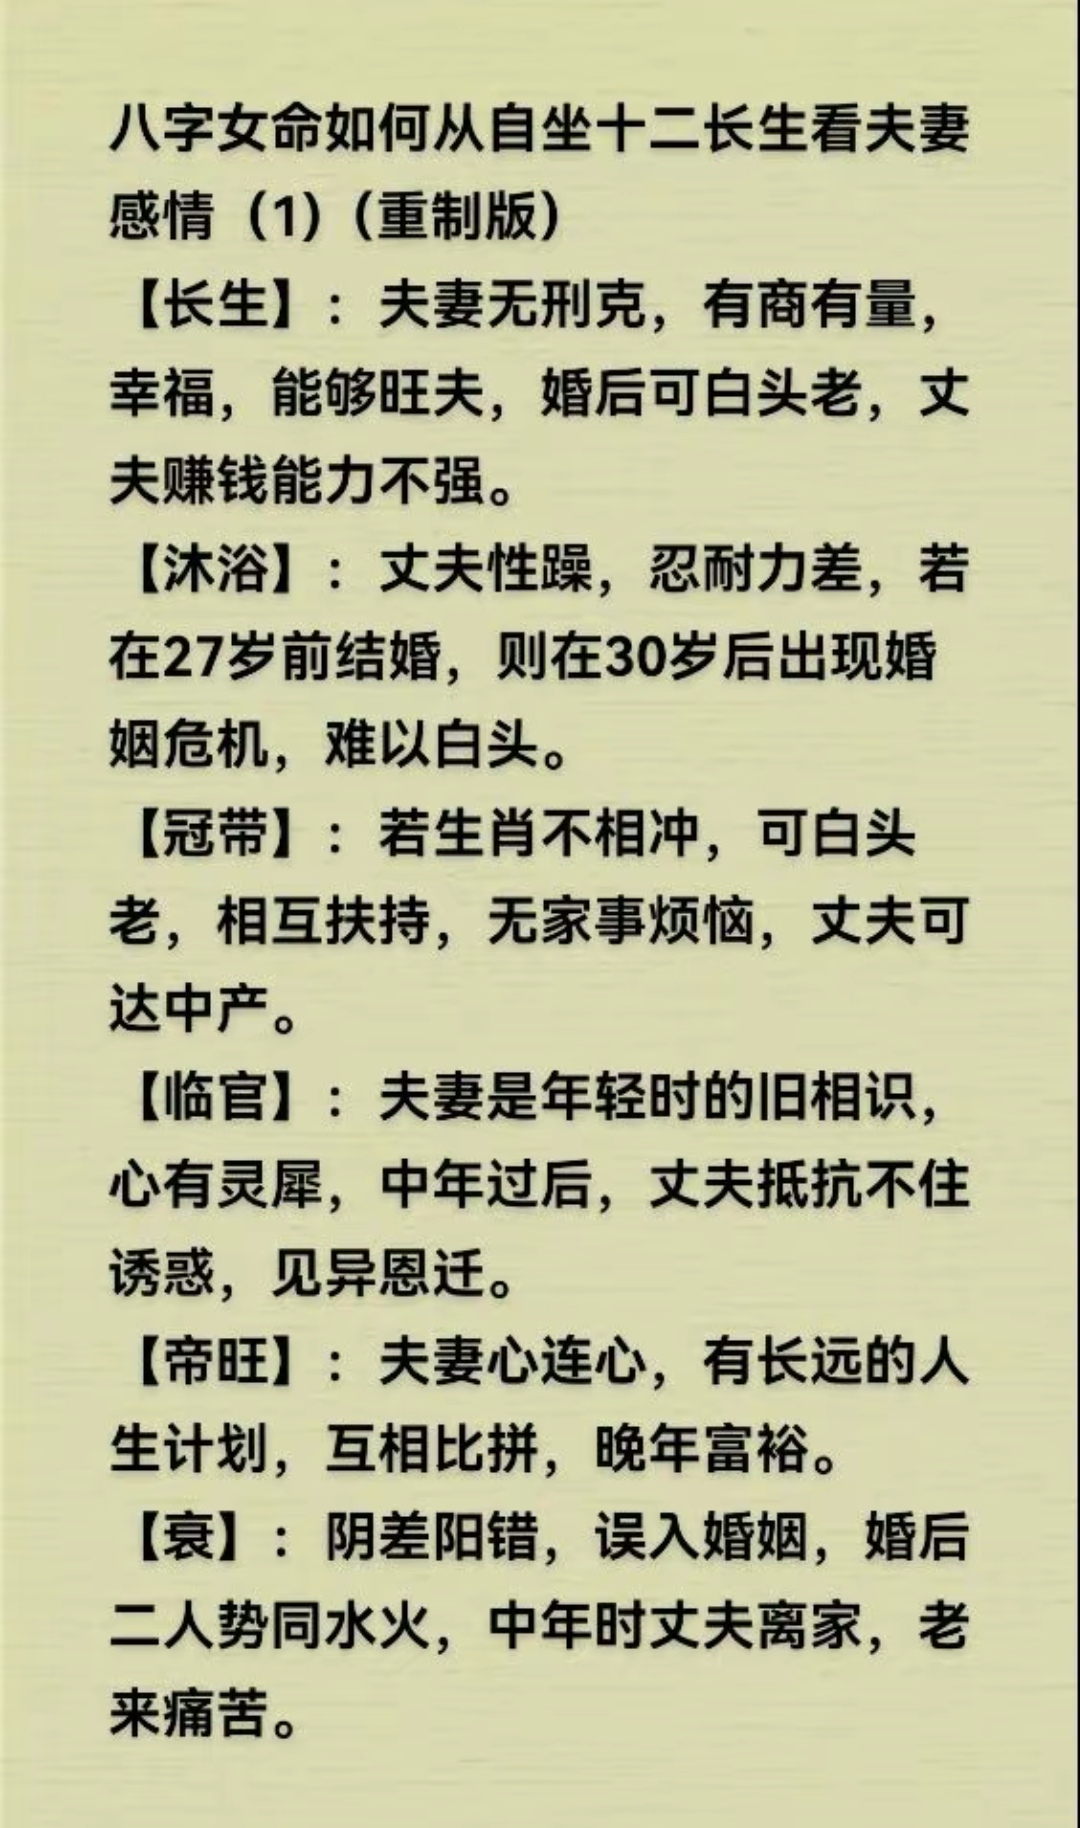 八字女命如何从自坐十二长生看夫妻
感情（1）（重制版）
【长生】：夫妻无刑克，有商有量，
幸福，能够旺夫，婚后可白头老，丈
夫赚钱能力不强。
【沐浴】：丈夫性躁，忍耐力差，若
在27岁前结婚，则在30岁后出现婚
姻危机，难以白头。
【冠带】：若生肖不相冲，可白头
老，相互扶持，无家事烦恼，丈夫可
达中产。
【临官】：夫妻是年轻时的旧相识，
心有灵犀，中年过后，丈夫抵抗不住
诱惑，见异恩迁。
【帝旺】：夫妻心连心，有长远的人
生计划，互相比拼，晚年富裕。
【衰】：阴差阳错，误入婚姻，婚后
二人势同水火，中年时丈夫离家，老
来痛苦。